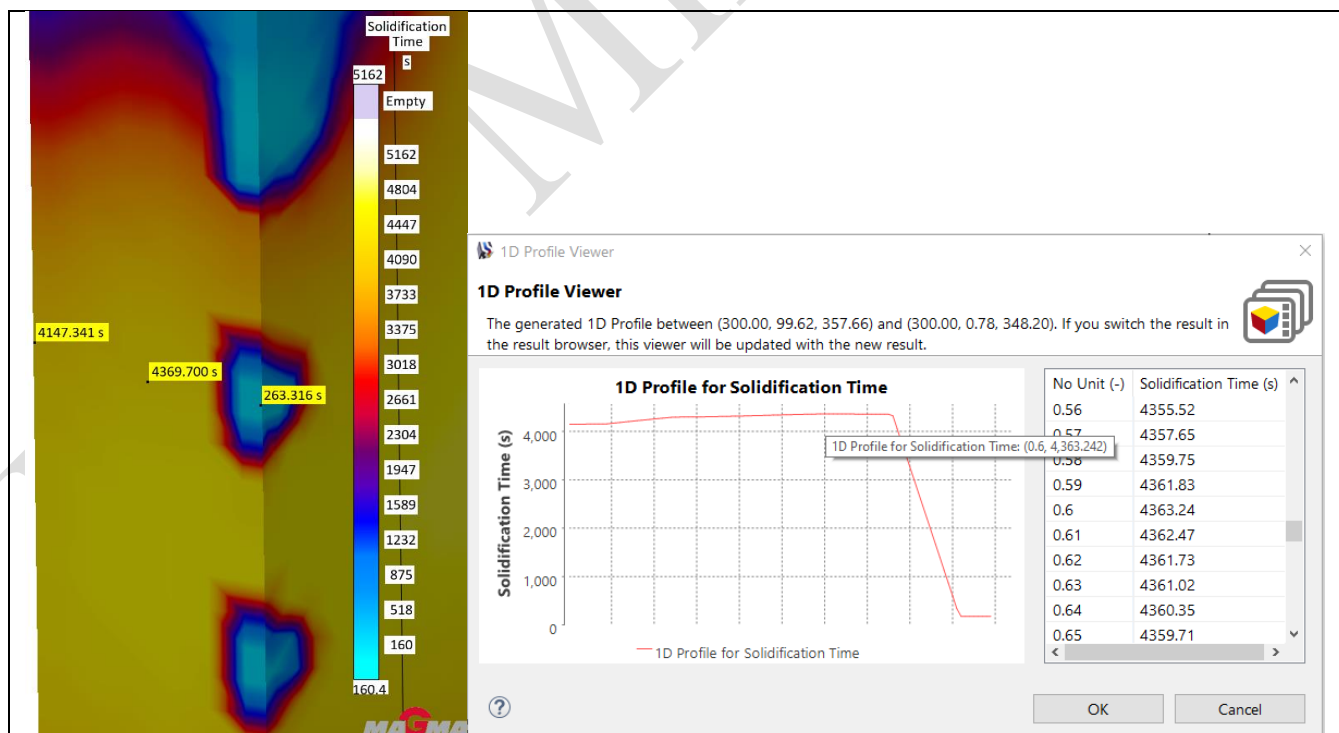 Solidification
Time
s
5162
Empty
5162
4804
4447
4090
3733
3375
3018
2661
2304
1947
1589
1232
875
518
160
160.4
4147.341 s
4369.700 s
263.316 s
MAGMA
1D Profile Viewer
1D Profile Viewer
The generated 1D Profile between (300.00, 99.62, 357.66) and (300.00, 0.78, 348.20). If you switch the result in
the result browser, this viewer will be updated with the new result.
1D Profile for Solidification Time
Solidification Time (s)
4,000
3,000
2,000
1,000
0
1D Profile for Solidification Time: (0.6, 4,363.242)
1D Profile for Solidification Time
No Unit (-) Solidification Time (s)
0.56 4355.52
0.57 4357.65
0.58 4359.75
0.59 4361.83
0.6 4363.24
0.61 4362.47
0.62 4361.73
0.63 4361.02
0.64 4360.35
0.65 4359.71
OK Cancel